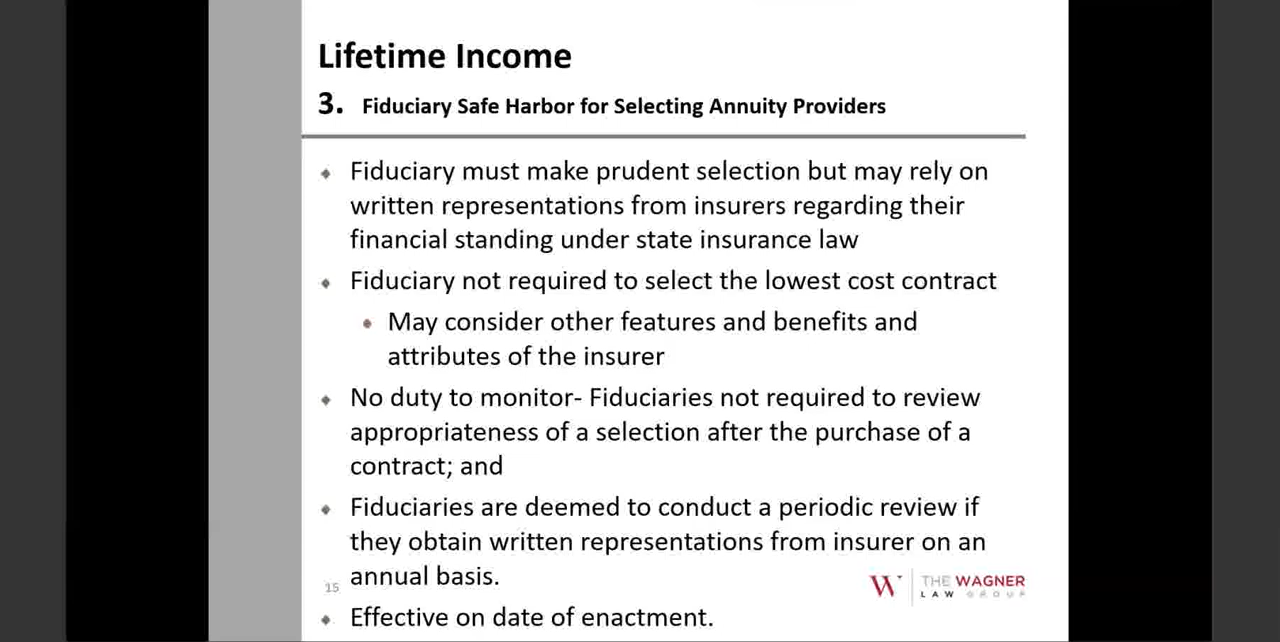 Lifetime Income
3. Fiduciary Safe Harbor for Selecting Annuity Providers
Fiduciary must make prudent selection but may rely on
written representations from insurers regarding their
financial standing under state insurance law
Fiduciary not required to select the lowest cost contract
May consider other features and benefits and
attributes of the insurer
No duty to monitor- Fiduciaries not required to review
appropriateness of a selection after the purchase of a
contract; and
Fiduciaries are deemed to conduct a periodic review if
they obtain written representations from insurer on an
annual basis.
Effective on date of enactment.
15
W
THE WAGNER
LAW GROUP